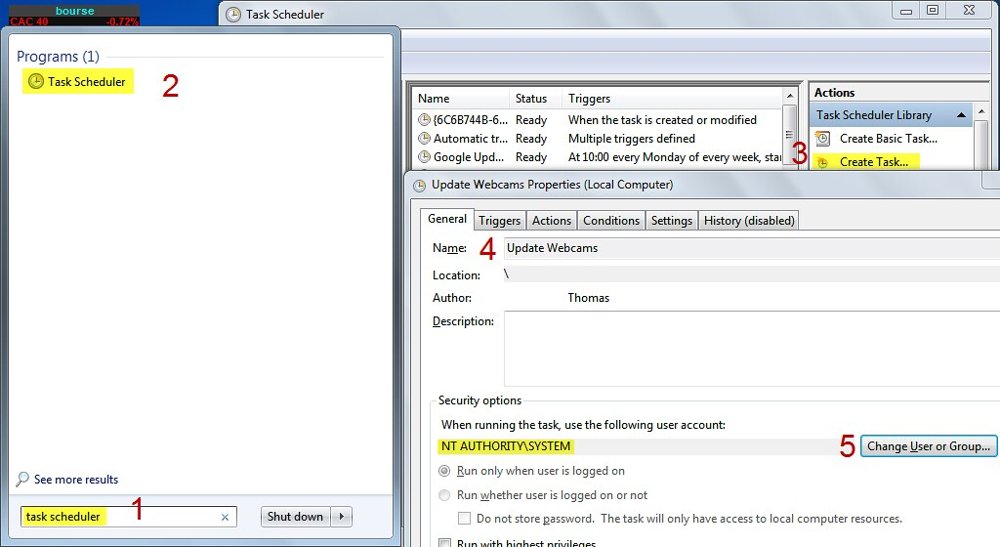 bourse
CAC 40 -0,72%
Task Scheduler
Programs (1)
Task Scheduler
2
Name Status Triggers
{6C6B744B-6... Ready When the task is created or modified
Automatic tr... Ready Multiple triggers defined
Google Upd... Ready At 10:00 every Monday of every week, star
Actions
Task Scheduler Library
Create Basic Task...
3
Create Task...
Update Webcams Properties (Local Computer)
General Triggers Actions Conditions Settings History (disabled)
4
Name: Update Webcams
Location: \
Author: Thomas
Description:
Security options
When running the task, use the following user account:
NT AUTHORITY\SYSTEM
5
Change User or Group...
Run only when user is logged on
Run whether user is logged on or not
Do not store password. The task will only have access to local computer resources.
Run with highest privileges
See more results
1
task scheduler
Shut down